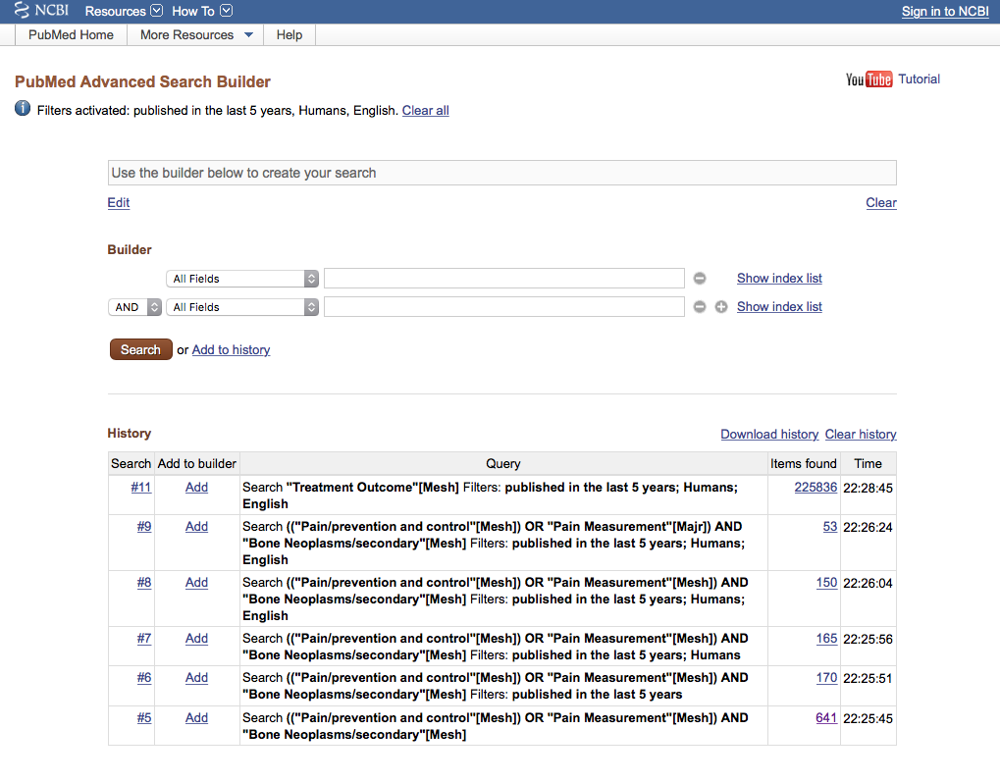 NCBI Resources How To Sign in to NCBI
PubMed Home More Resources Help
PubMed Advanced Search Builder
YouTube Tutorial
Filters activated: published in the last 5 years, Humans, English. Clear all
Use the builder below to create your search
Edit Clear
Builder
All Fields Show index list
AND All Fields Show index list
Search or Add to history
History Download history Clear history
Search Add to builder Query Items found Time
#11 Add Search "Treatment Outcome"[Mesh] Filters: published in the last 5 years; Humans; 225836 22:28:45
English
#9 Add Search (("Pain/prevention and control"[Mesh]) OR "Pain Measurement"[Majr]) AND 53 22:26:24
"Bone Neoplasms/secondary"[Mesh] Filters: published in the last 5 years; Humans;
English
#8 Add Search (("Pain/prevention and control"[Mesh]) OR "Pain Measurement"[Mesh]) AND 150 22:26:04
"Bone Neoplasms/secondary"[Mesh] Filters: published in the last 5 years; Humans;
English
#7 Add Search (("Pain/prevention and control"[Mesh]) OR "Pain Measurement"[Mesh]) AND 165 22:25:56
"Bone Neoplasms/secondary"[Mesh] Filters: published in the last 5 years; Humans
#6 Add Search (("Pain/prevention and control"[Mesh]) OR "Pain Measurement"[Mesh]) AND 170 22:25:51
"Bone Neoplasms/secondary"[Mesh] Filters: published in the last 5 years
#5 Add Search (("Pain/prevention and control"[Mesh]) OR "Pain Measurement"[Mesh]) AND 641 22:25:45
"Bone Neoplasms/secondary"[Mesh]